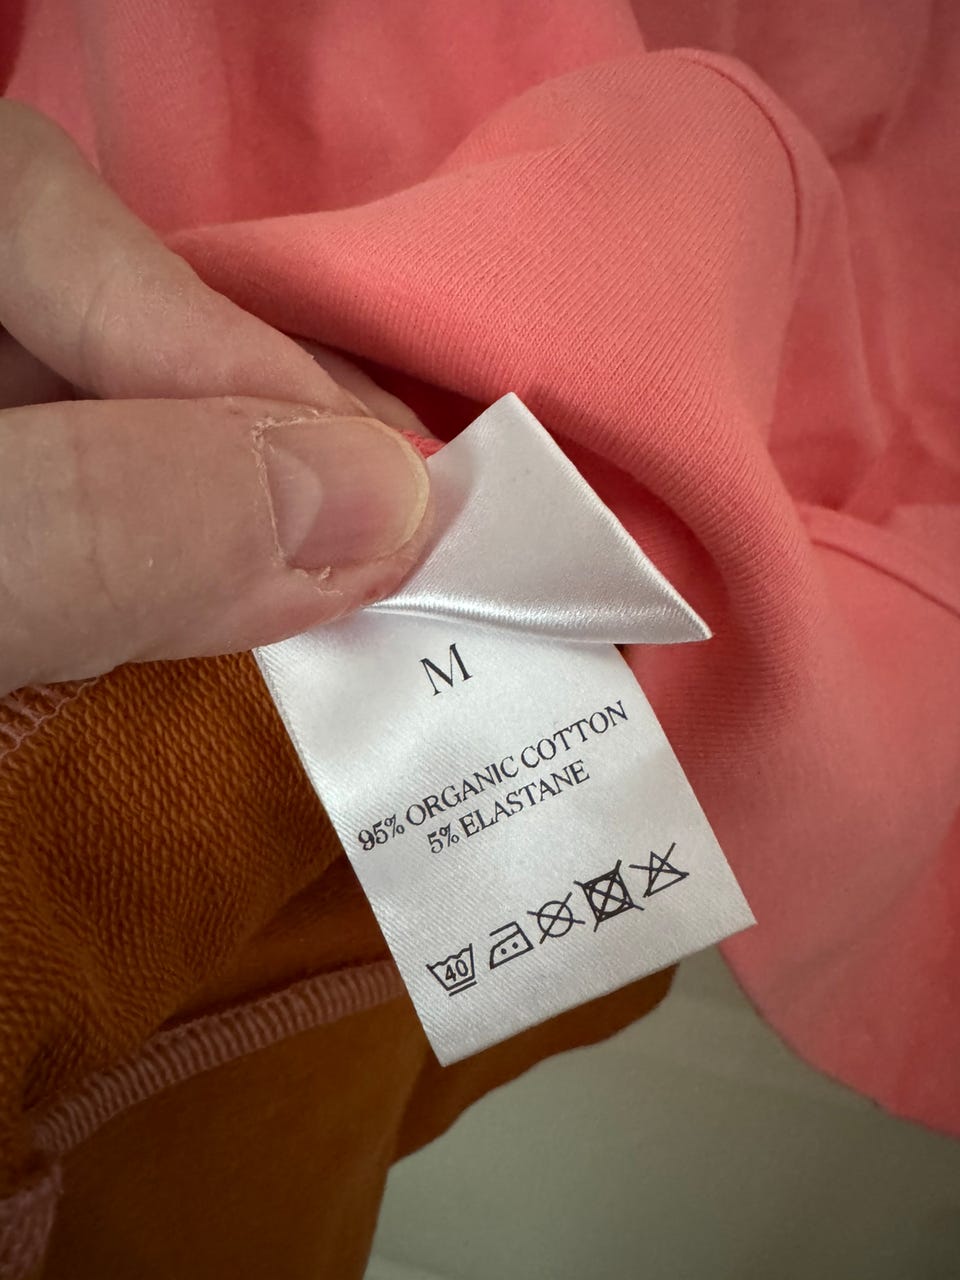 M
95% ORGANIC COTTON
5% ELASTANE
40